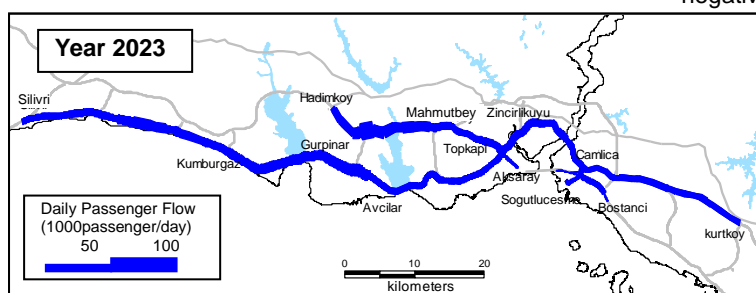 negativ
Year 2023
Silivri
Hadimkoy
Mahmutbey
Zincirlikuyu
Gurpinar
Topkapi
Camlica
Kumburgaz
Aksaray
Avcilar
Sogutlucesme
Bostanci
kurtkoy
Daily Passenger Flow
(1000passenger/day)
50 100
0 10 20
kilometers